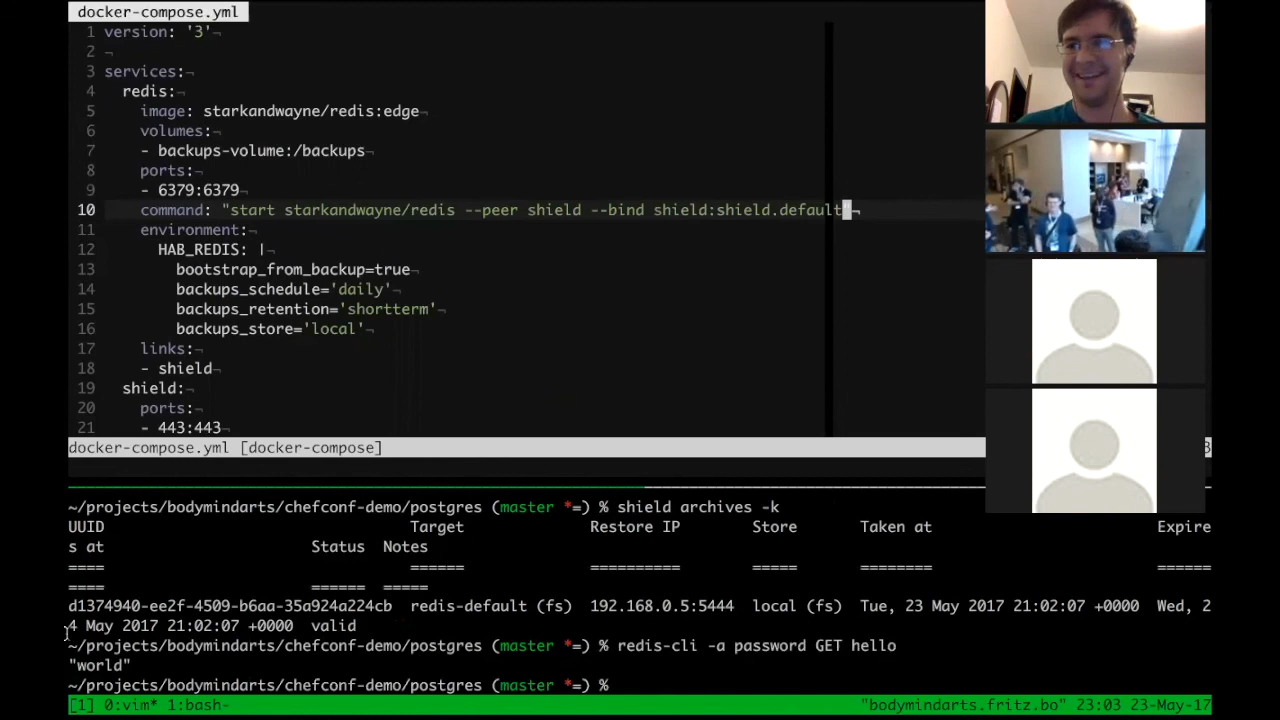 docker-compose.yml
1 version: '3'¬
2 ¬
3 services:¬
4 redis:¬
5 image: starkandwayne/redis:edge¬
6 volumes:¬
7 - backups-volume:/backups¬
8 ports:¬
9 - 6379:6379¬
10 command: "start starkandwayne/redis --peer shield --bind shield:shield.default"¬
11 environment:¬
12 HAB_REDIS: |¬
13 bootstrap_from_backup=true¬
14 backups_schedule='daily'¬
15 backups_retention='shortterm'¬
16 backups_store='local'¬
17 links:¬
18 - shield¬
19 shield:¬
20 ports:¬
21 - 443:443¬
docker-compose.yml [docker-compose]
~/projects/bodymindarts/chefconf-demo/postgres (master *=) % shield archives -k
UUID Target Restore IP Store Taken at Expire
s at Status Notes
==== ====== ========== ===== ======== ======
==== ====== =====
d1374940-ee2f-4509-b6aa-35a924a224cb redis-default (fs) 192.168.0.5:5444 local (fs) Tue, 23 May 2017 21:02:07 +0000 Wed, 2
4 May 2017 21:02:07 +0000 valid
~/projects/bodymindarts/chefconf-demo/postgres (master *=) % redis-cli -a password GET hello
"world"
~/projects/bodymindarts/chefconf-demo/postgres (master *=) %
[1] 0:vim* 1:bash- "bodymindarts.fritz.bo" 23:03 23-May-17